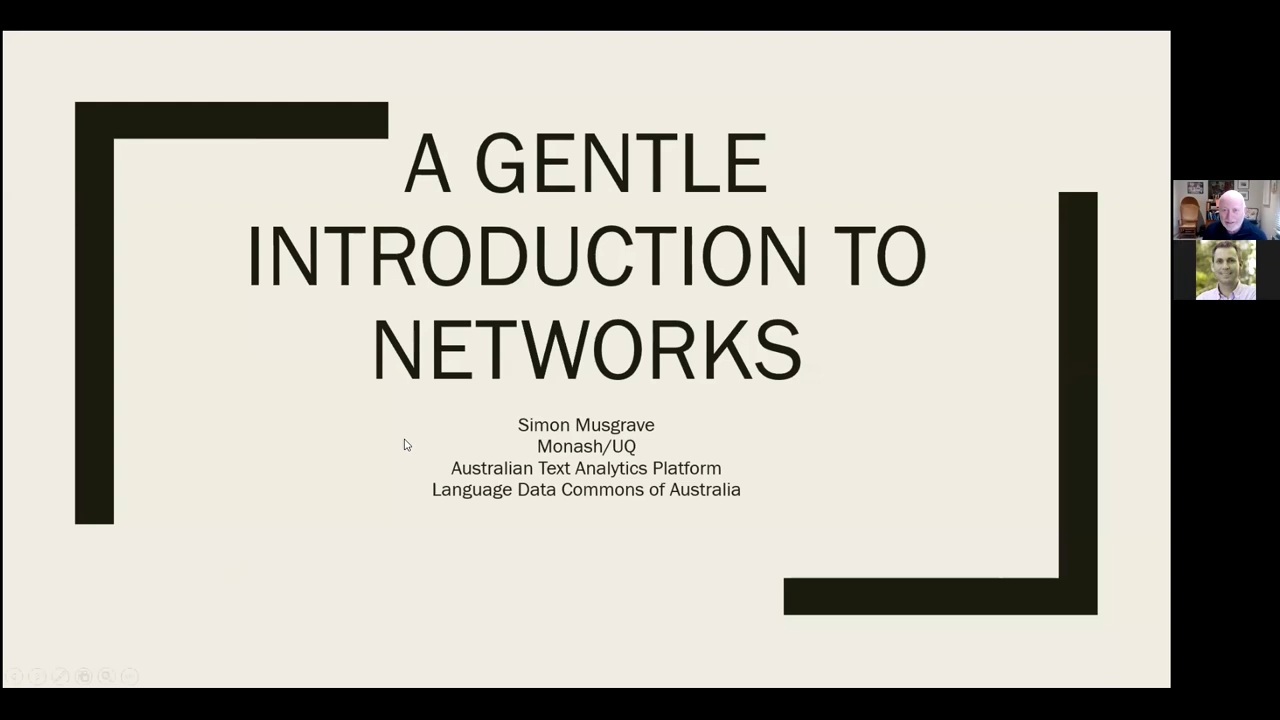 A GENTLE
INTRODUCTION TO
NETWORKS
Simon Musgrave
Monash/UQ
Australian Text Analytics Platform
Language Data Commons of Australia